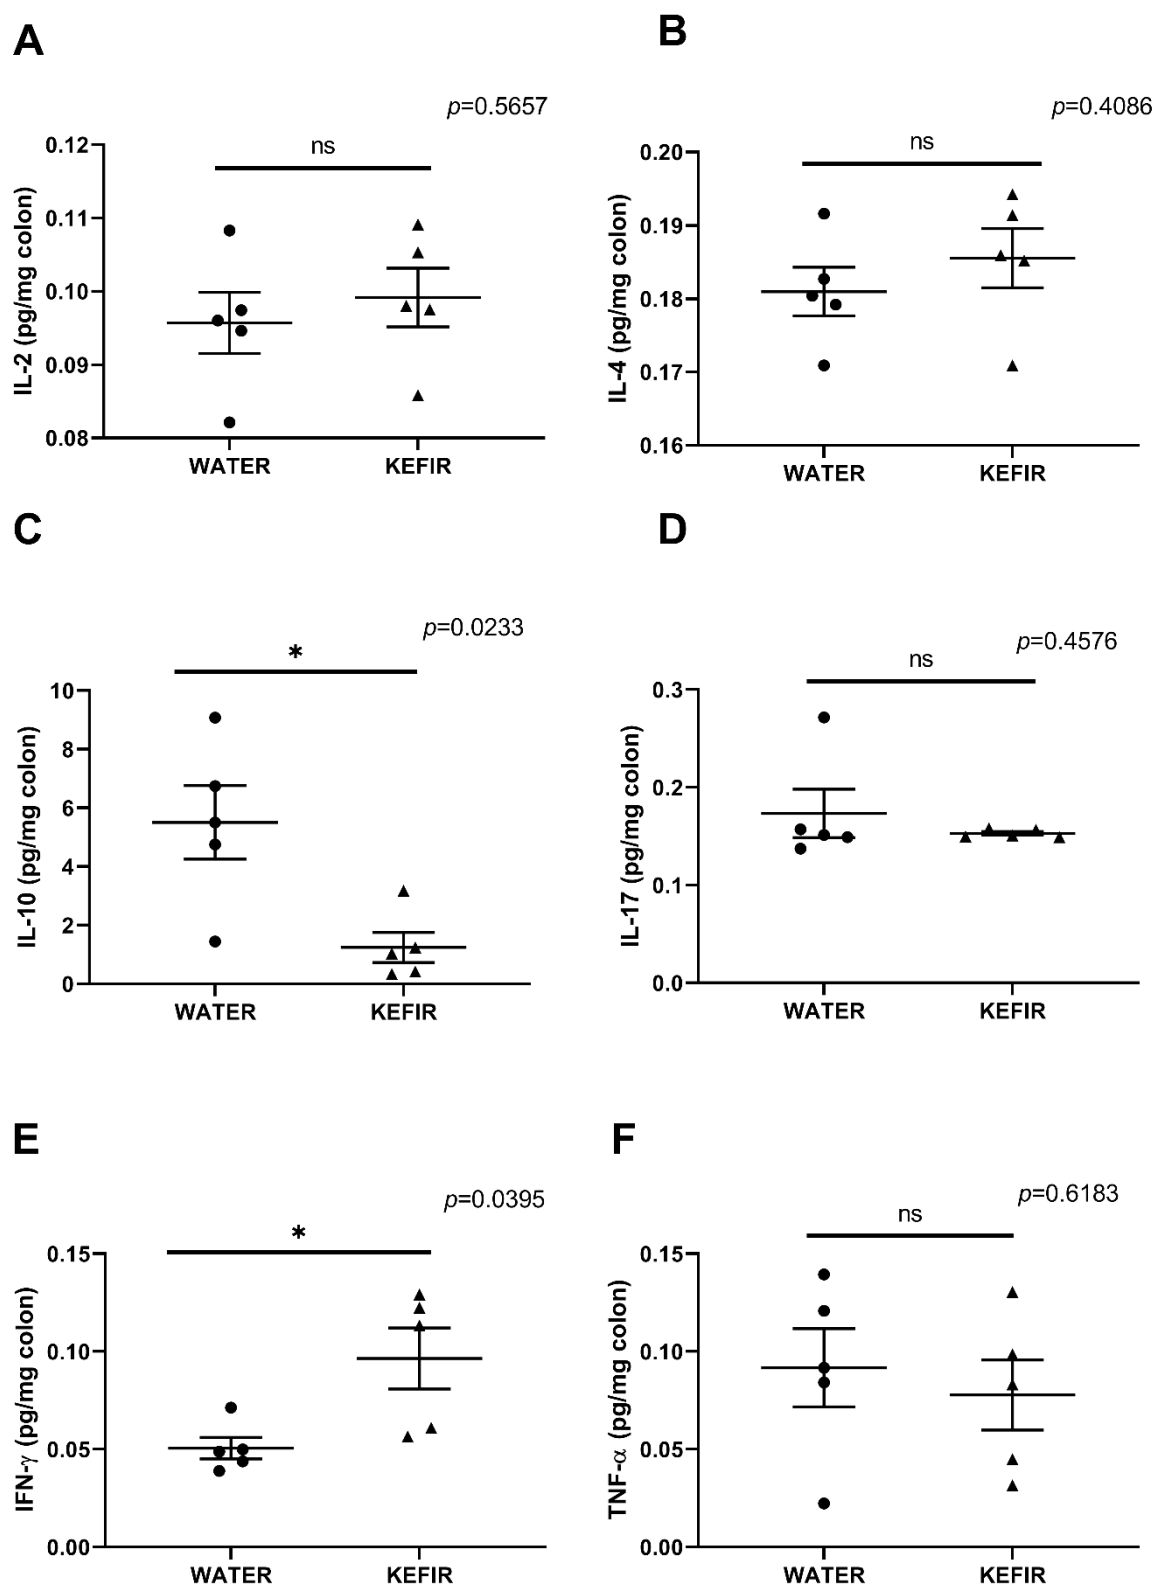 A
p=0.5657
ns
0.12
0.11
0.10
0.09
0.08
IL-2 (pg/mg colon)
WATER KEFIR
B
p=0.4086
ns
0.20
0.19
0.18
0.17
0.16
IL-4 (pg/mg colon)
WATER KEFIR
C
p=0.0233
*
10
8
6
4
2
0
IL-10 (pg/mg colon)
WATER KEFIR
D
p=0.4576
ns
0.3
0.2
0.1
0.0
IL-17 (pg/mg colon)
WATER KEFIR
E
p=0.0395
*
0.15
0.10
0.05
0.00
IFN-γ (pg/mg colon)
WATER KEFIR
F
p=0.6183
ns
0.15
0.10
0.05
0.00
TNF-α (pg/mg colon)
WATER KEFIR